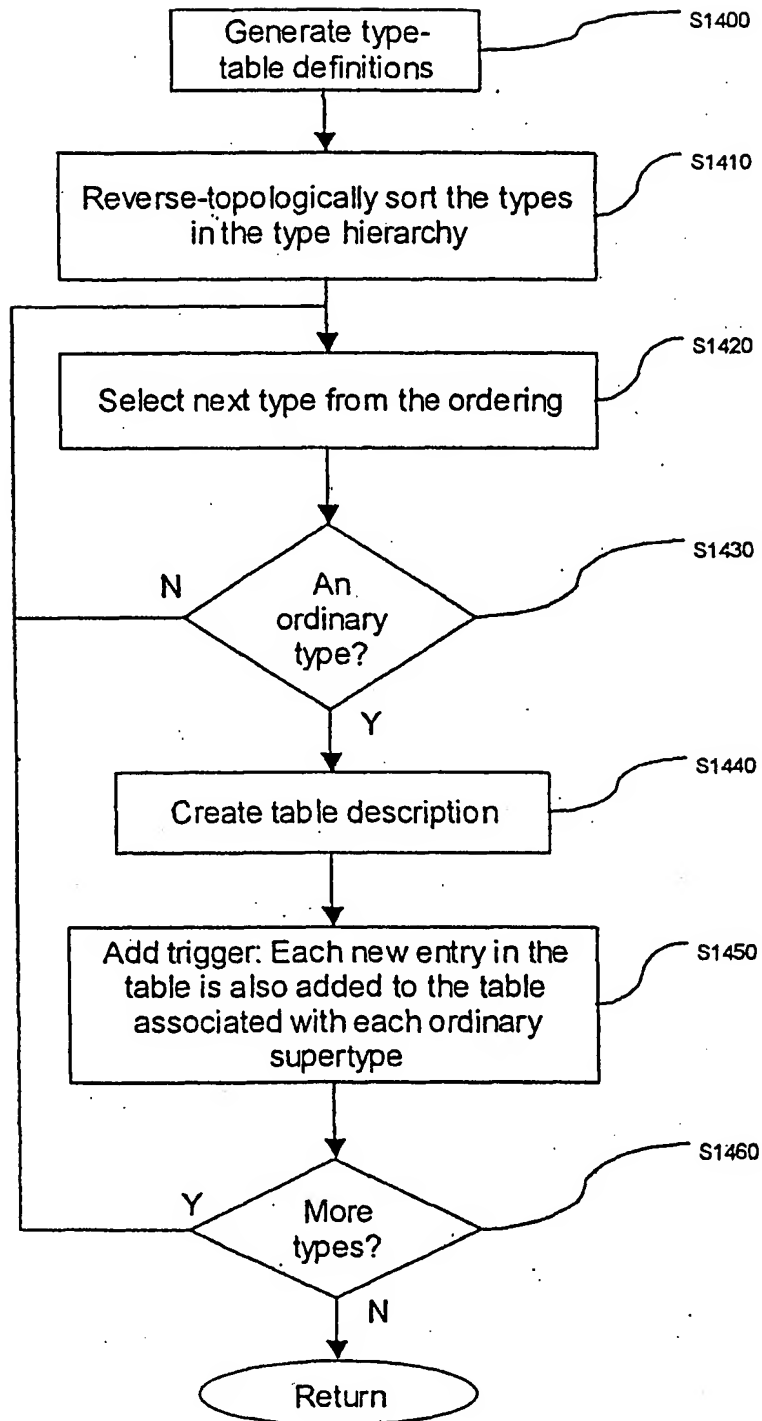 Generate type-
table definitions
S1400
Reverse-topologically sort the types
in the type hierarchy
S1410
Select next type from the ordering
S1420
An
ordinary
type?
S1430
N
Y
Create table description
S1440
Add trigger: Each new entry in the
table is also added to the table
associated with each ordinary
supertype
S1450
More
types?
S1460
Y
N
Return